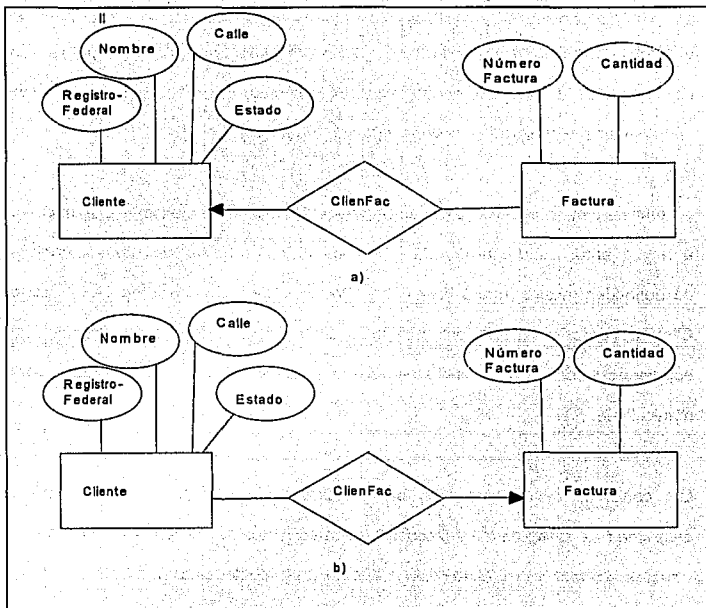 Calle
Nombre
Registro-
Federal
Estado
Número
Factura
Cantidad
Cliente
ClienFac
Factura
a)
Calle
Nombre
Registro-
Federal
Estado
Número
Factura
Cantidad
Cliente
ClienFac
Factura
b)